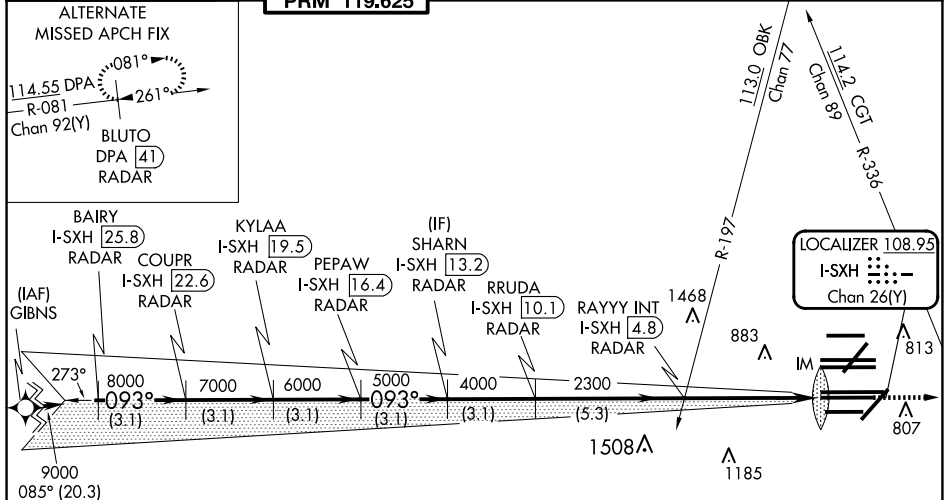 PRM 119.625
ALTERNATE
MISSED APCH FIX
081°
114.55 DPA
R-081
261°
Chan 92(Y)
BLUTO
DPA 41
RADAR
113.0 OBK
Chan 77
R-197
114.2 CGT
Chan 89
R-336
BAIRY
I-SXH 25.8
RADAR
COUPR
I-SXH 22.6
RADAR
KYLAA
I-SXH 19.5
RADAR
PEPAW
I-SXH 16.4
RADAR
(IF)
SHARN
I-SXH 13.2
RADAR
RRUDA
I-SXH 10.1
RADAR
RAYYY INT
I-SXH 4.8
RADAR
LOCALIZER 108.95
I-SXH
Chan 26(Y)
(IAF)
GIBNS
1468
883
IM
813
273°
8000
7000
6000
5000
4000
2300
093°
093°
(3.1)
(3.1)
(3.1)
(3.1)
(3.1)
(5.3)
807
1508
1185
9000
085° (20.3)